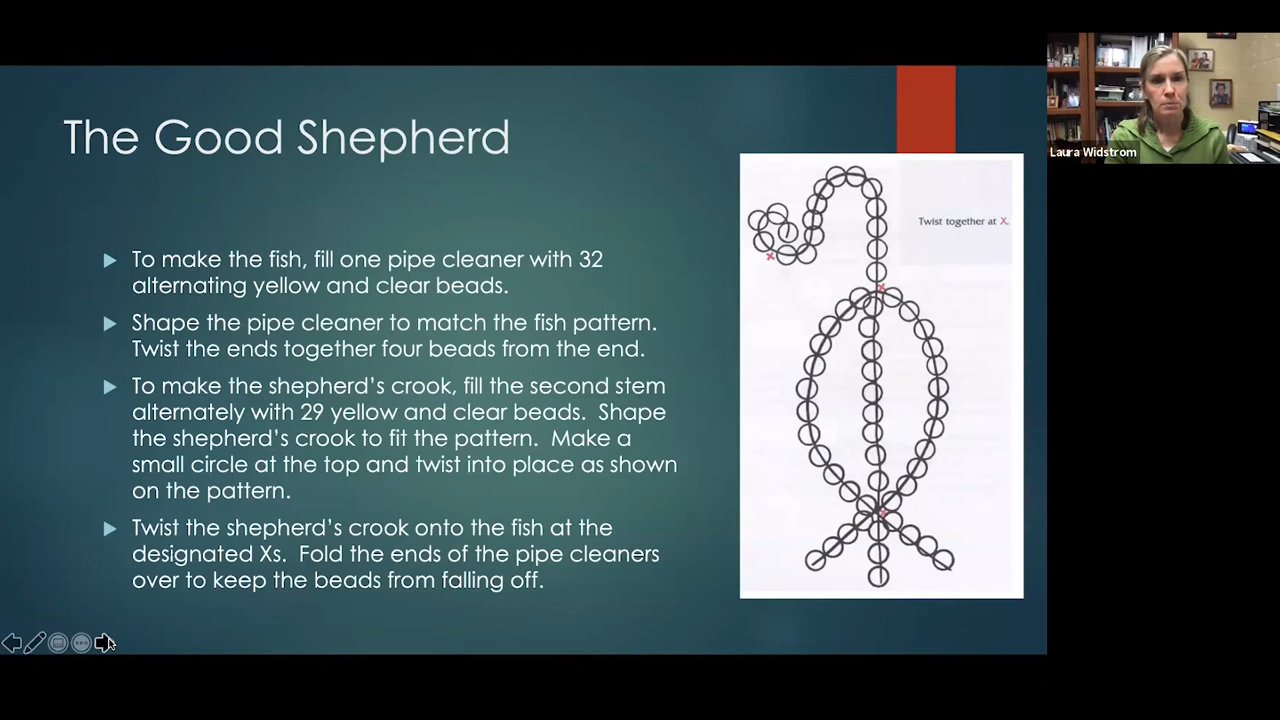 The Good Shepherd
To make the fish, fill one pipe cleaner with 32
alternating yellow and clear beads.
Shape the pipe cleaner to match the fish pattern.
Twist the ends together four beads from the end.
To make the shepherd’s crook, fill the second stem
alternately with 29 yellow and clear beads.  Shape
the shepherd’s crook to fit the pattern.  Make a
small circle at the top and twist into place as shown
on the pattern.
Twist the shepherd’s crook onto the fish at the
designated Xs.  Fold the ends of the pipe cleaners
over to keep the beads from falling off.
Twist together at X.
x
x
x
Laura Widstrom